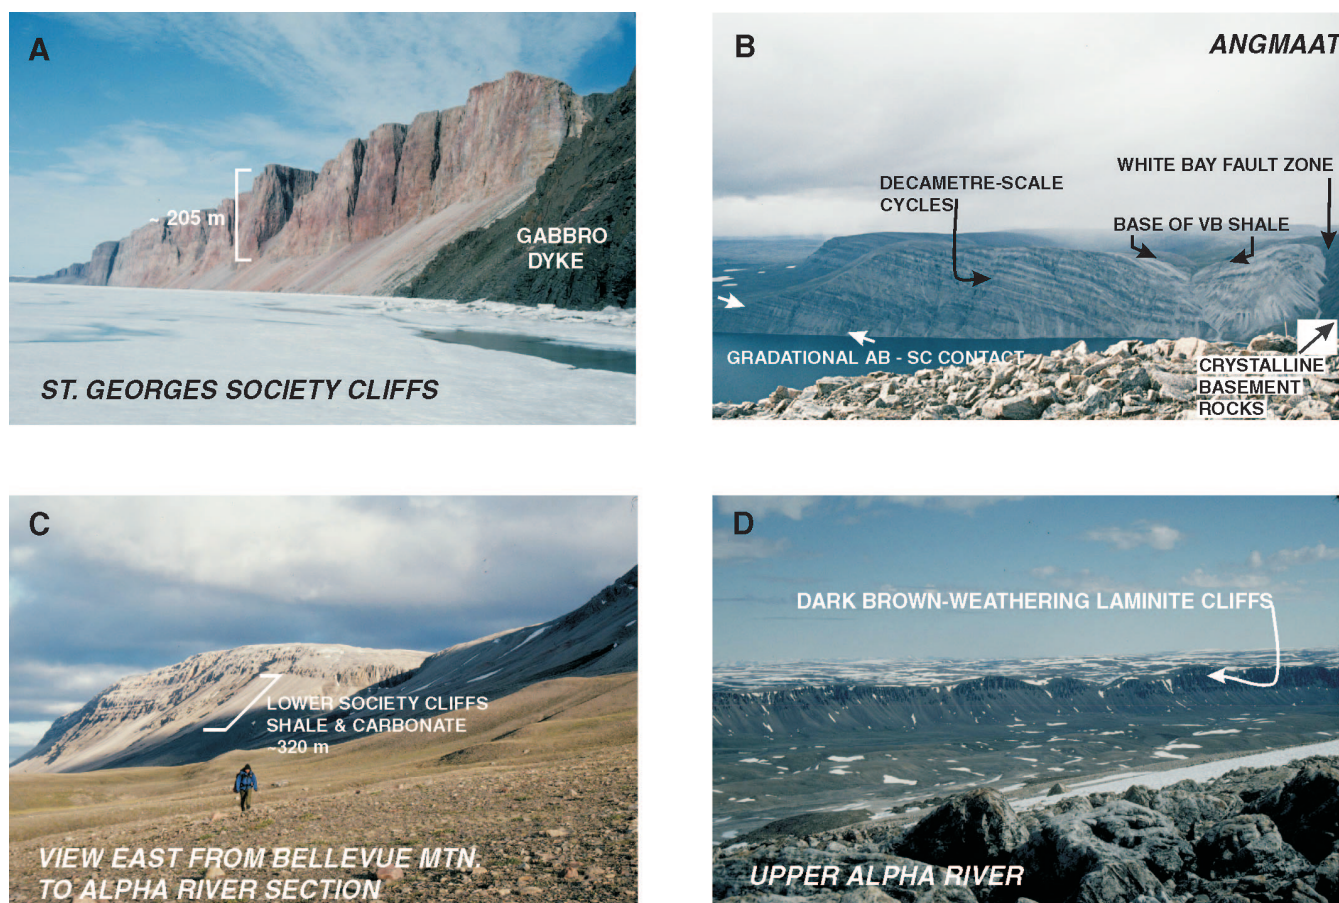 A
~ 205 m
GABBRO
DYKE
ST. GEORGES SOCIETY CLIFFS
B
ANGMAAT
WHITE BAY FAULT ZONE
DECAMETRE-SCALE
CYCLES
BASE OF VB SHALE
GRADATIONAL AB - SC CONTACT
CRYSTALLINE
BASEMENT
ROCKS
C
LOWER SOCIETY CLIFFS
SHALE & CARBONATE
~320 m
VIEW EAST FROM BELLEVUE MTN.
TO ALPHA RIVER SECTION
D
DARK BROWN-WEATHERING LAMINITE CLIFFS
UPPER ALPHA RIVER